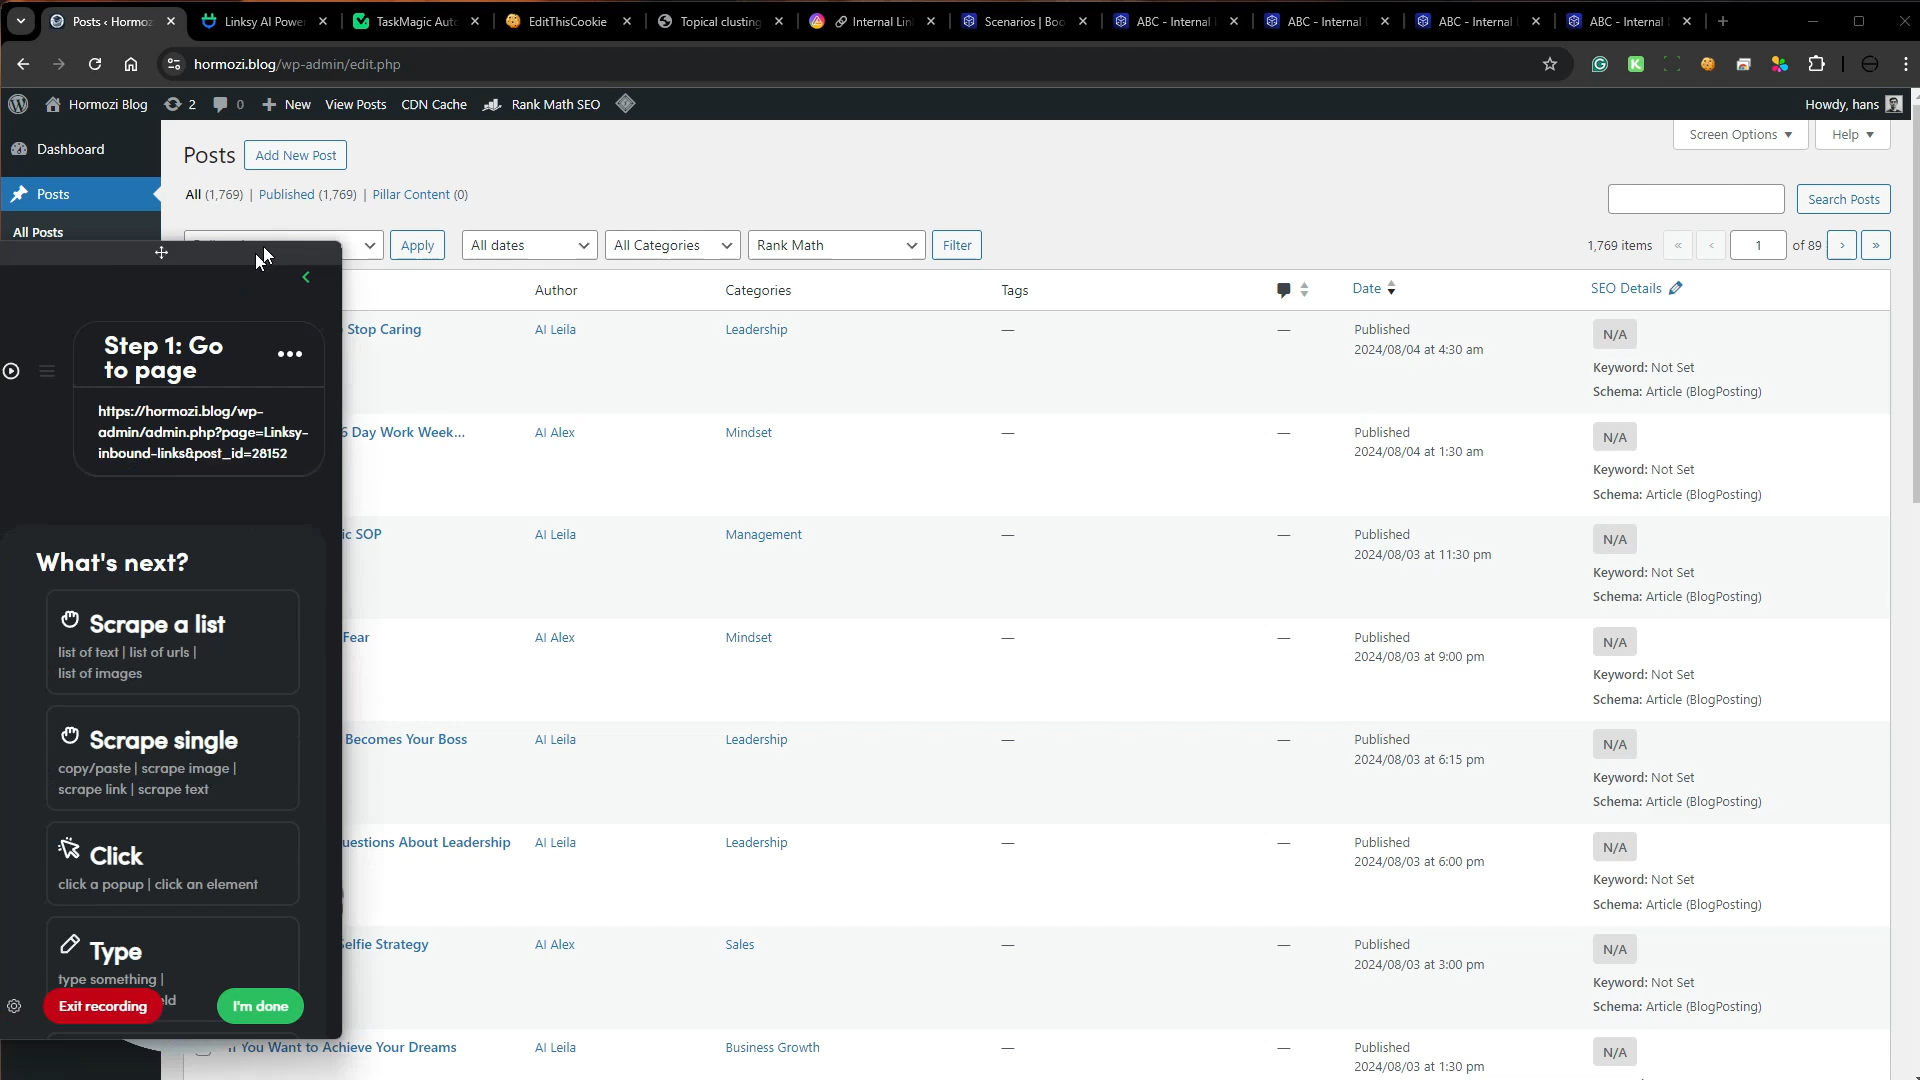 Posts ‹ Hormoz
Linksy AI Powe
TaskMagic Aut
EditThisCookie
Topical clusting
Internal Lin
Scenarios | Boo
ABC - Internal
ABC - Internal
ABC - Internal
ABC - Internal
hormozi.blog/wp-admin/edit.php
Hormozi Blog
2
0
New
View Posts
CDN Cache
Rank Math SEO
Howdy, hans
Dashboard
Posts
All Posts
Posts
Add New Post
Screen Options
Help
All (1,769) | Published (1,769) | Pillar Content (0)
Search Posts
Apply
All dates
All Categories
Rank Math
Filter
1,769 items
«
‹
1
of 89
›
»
Author
Categories
Tags
Date
SEO Details
Stop Caring
AI Leila
Leadership
—
—
Published
2024/08/04 at 4:30 am
N/A
Keyword: Not Set
Schema: Article (BlogPosting)
6 Day Work Week...
AI Alex
Mindset
—
—
Published
2024/08/04 at 1:30 am
N/A
Keyword: Not Set
Schema: Article (BlogPosting)
ic SOP
AI Leila
Management
—
—
Published
2024/08/03 at 11:30 pm
N/A
Keyword: Not Set
Schema: Article (BlogPosting)
Fear
AI Alex
Mindset
—
—
Published
2024/08/03 at 9:00 pm
N/A
Keyword: Not Set
Schema: Article (BlogPosting)
Becomes Your Boss
AI Leila
Leadership
—
—
Published
2024/08/03 at 6:15 pm
N/A
Keyword: Not Set
Schema: Article (BlogPosting)
uestions About Leadership
AI Leila
Leadership
—
—
Published
2024/08/03 at 6:00 pm
N/A
Keyword: Not Set
Schema: Article (BlogPosting)
Selfie Strategy
AI Alex
Sales
—
—
Published
2024/08/03 at 3:00 pm
N/A
Keyword: Not Set
Schema: Article (BlogPosting)
You Want to Achieve Your Dreams
AI Leila
Business Growth
—
—
Published
2024/08/03 at 1:30 pm
N/A
Step 1: Go
to page
https://hormozi.blog/wp-
admin/admin.php?page=Linksy-
inbound-links&post_id=28152
What's next?
Scrape a list
list of text | list of urls |
list of images
Scrape single
copy/paste | scrape image |
scrape link | scrape text
Click
click a popup | click an element
Type
type something |
eld
Exit recording
I'm done